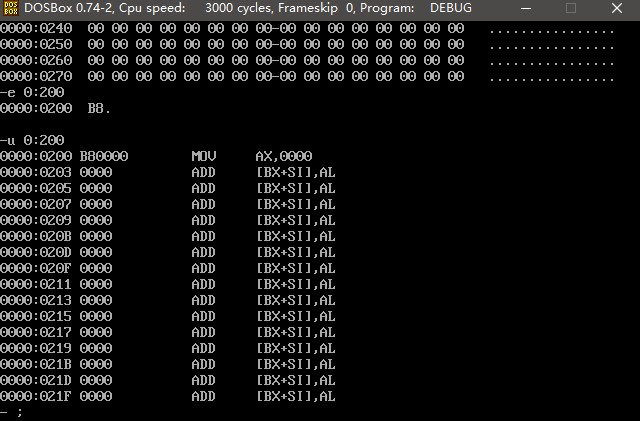 DOS BOX DOSBox 0.74-2, Cpu speed: 3000 cycles, Frameskip 0, Program: DEBUG
0000:0240 00 00 00 00 00 00 00 00-00 00 00 00 00 00 00 00 ................
0000:0250 00 00 00 00 00 00 00 00-00 00 00 00 00 00 00 00 ................
0000:0260 00 00 00 00 00 00 00 00-00 00 00 00 00 00 00 00 ................
0000:0270 00 00 00 00 00 00 00 00-00 00 00 00 00 00 00 00 ................
-e 0:200
0000:0200 B8.
-u 0:200
0000:0200 B80000 MOV AX,0000
0000:0203 0000 ADD [BX+SI],AL
0000:0205 0000 ADD [BX+SI],AL
0000:0207 0000 ADD [BX+SI],AL
0000:0209 0000 ADD [BX+SI],AL
0000:020B 0000 ADD [BX+SI],AL
0000:020D 0000 ADD [BX+SI],AL
0000:020F 0000 ADD [BX+SI],AL
0000:0211 0000 ADD [BX+SI],AL
0000:0213 0000 ADD [BX+SI],AL
0000:0215 0000 ADD [BX+SI],AL
0000:0217 0000 ADD [BX+SI],AL
0000:0219 0000 ADD [BX+SI],AL
0000:021B 0000 ADD [BX+SI],AL
0000:021D 0000 ADD [BX+SI],AL
0000:021F 0000 ADD [BX+SI],AL
- ;